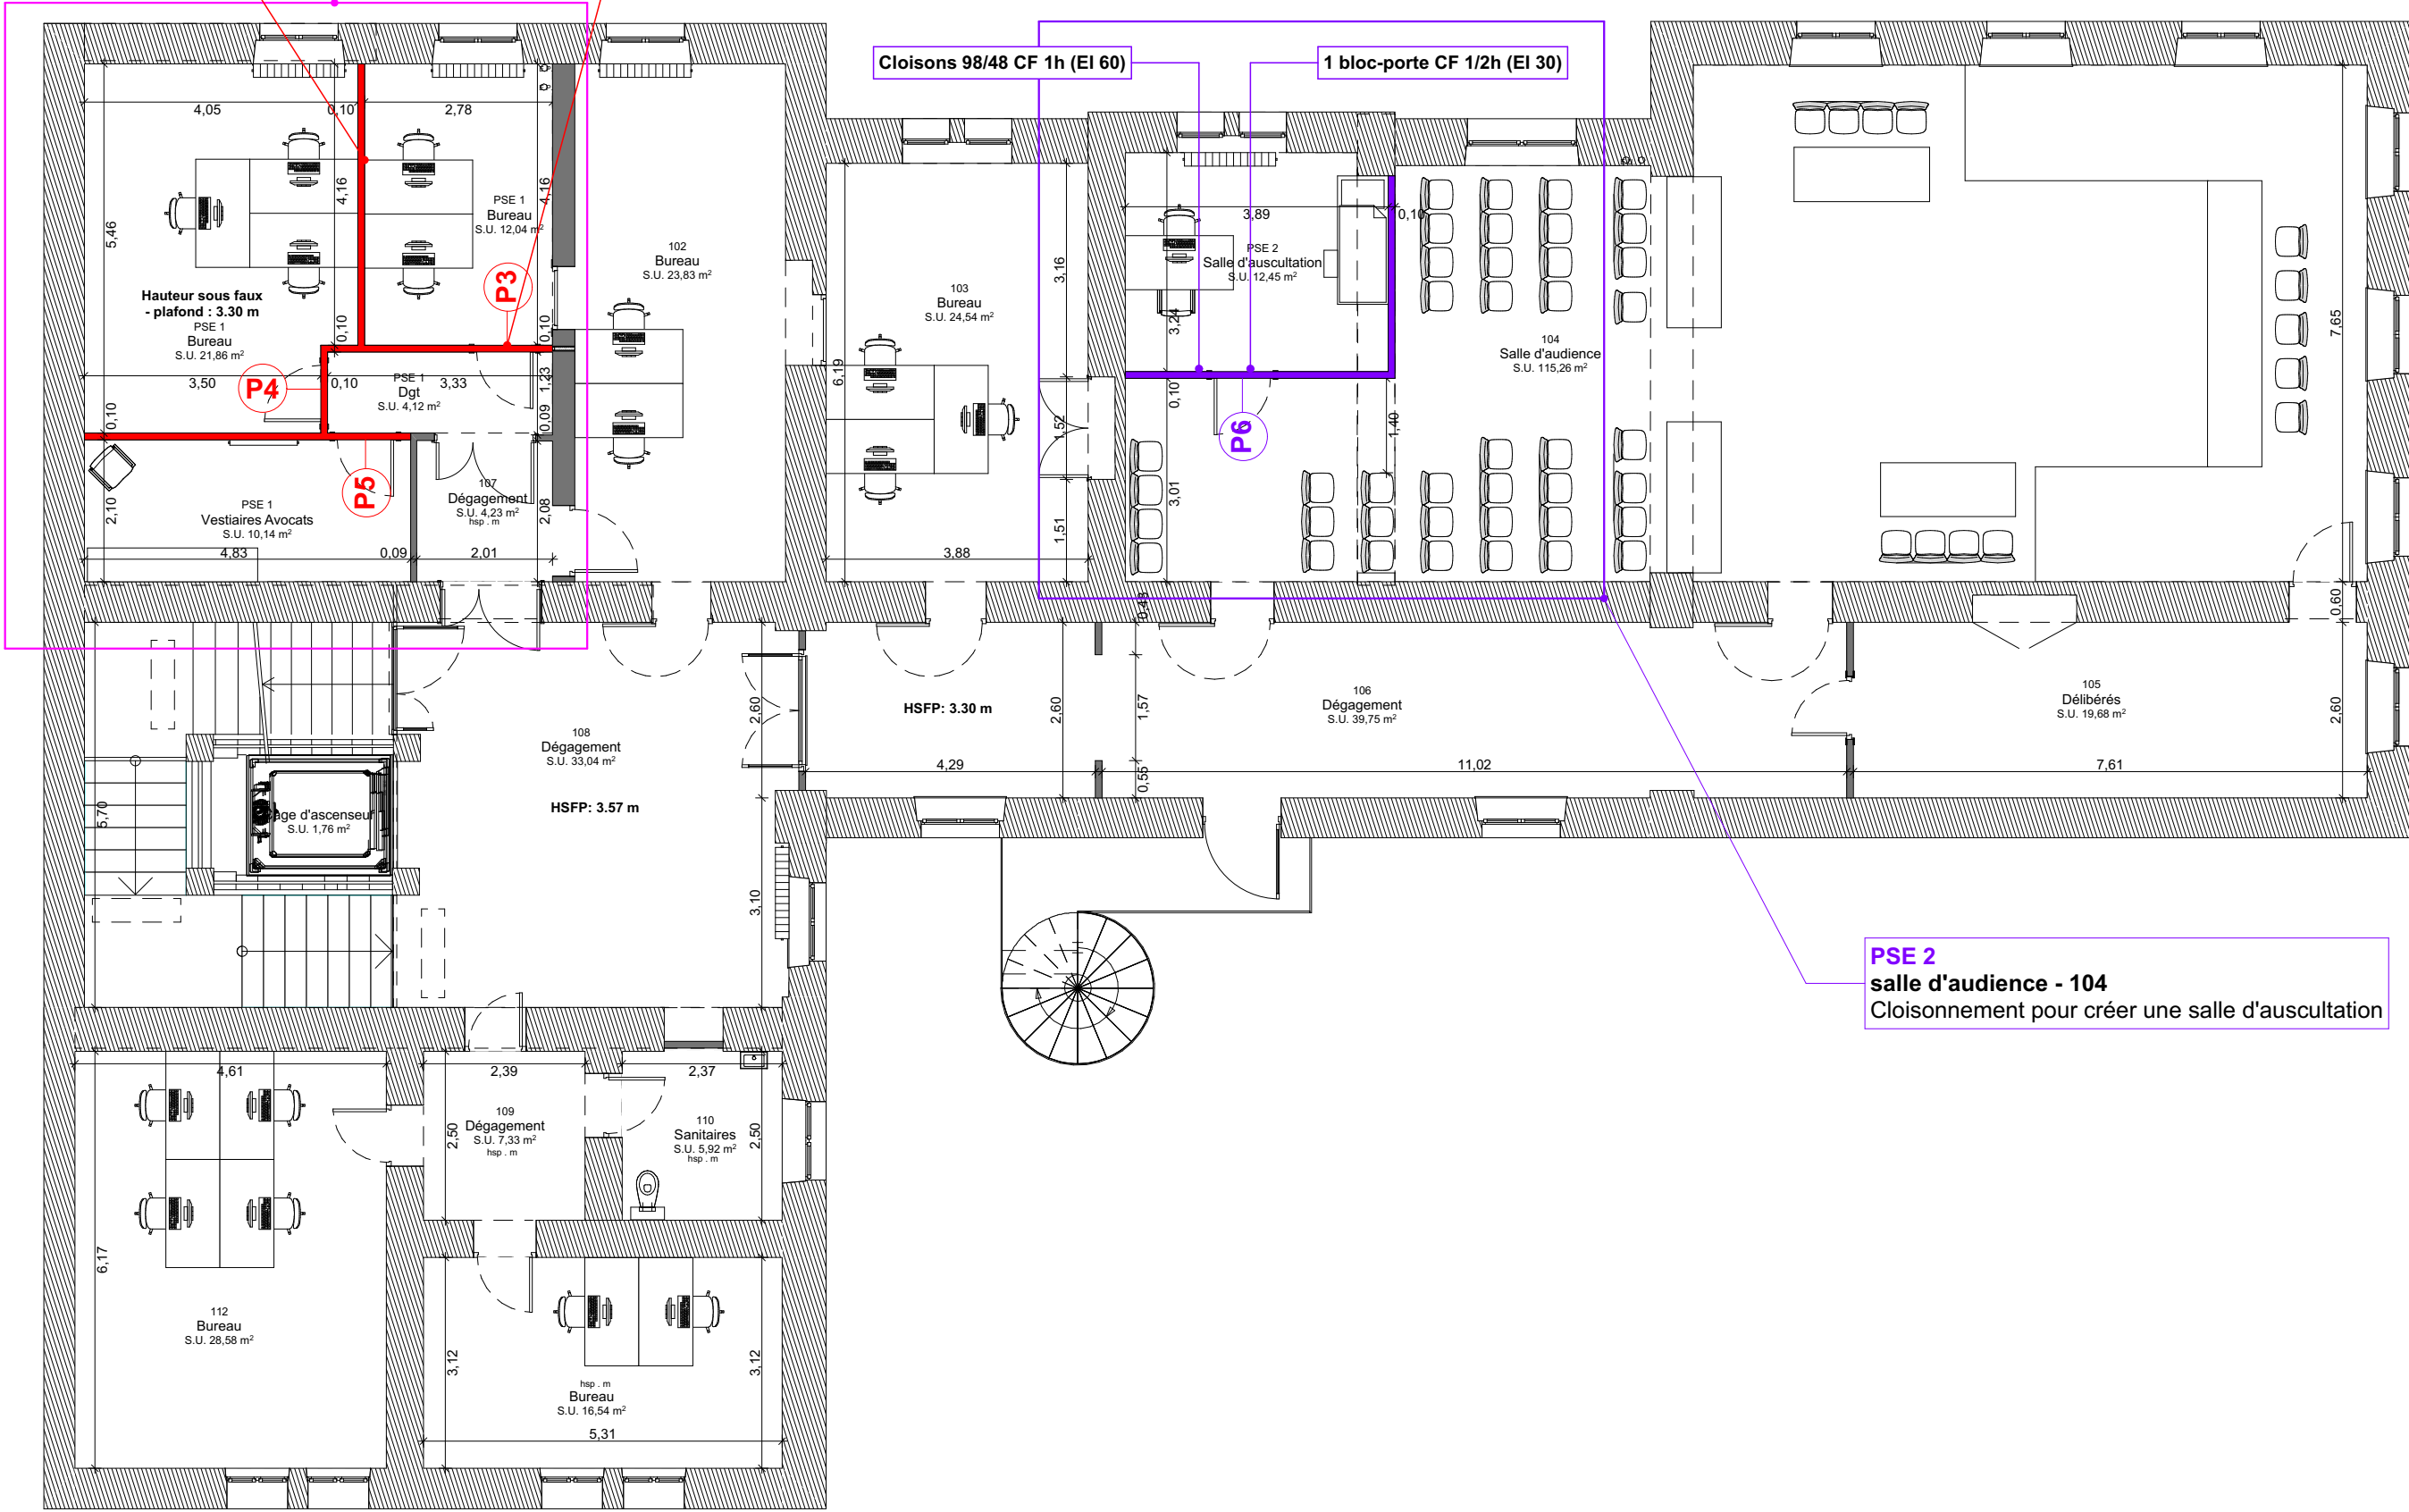 Cloisons 98/48 CF 1h (EI 60)
1 bloc-porte CF 1/2h (EI 30)
4,05
0,10
2,78
5,46
4,16
4,16
PSE 1
Bureau
S.U. 12,04 m²
P3
Hauteur sous faux
- plafond : 3.30 m
PSE 1
Bureau
S.U. 21,86 m²
0,10
0,10
3,50
P4
0,10
3,33
PSE 1
Dgt
S.U. 4,12 m²
1,23
0,09
0,10
P5
PSE 1
Vestiaires Avocats
S.U. 10,14 m²
2,10
107
Dégagement
S.U. 4,23 m²
hsp . m
2,08
4,83
0,09
2,01
102
Bureau
S.U. 23,83 m²
103
Bureau
S.U. 24,54 m²
6,19
3,16
1,52
1,51
3,88
3,89
0,10
PSE 2
Salle d'auscultation
S.U. 12,45 m²
3,24
0,10
P6
1,40
3,01
104
Salle d'audience
S.U. 115,26 m²
7,65
0,60
0,43
2,60
HSFP: 3.30 m
2,60
1,57
0,55
106
Dégagement
S.U. 39,75 m²
105
Délibérés
S.U. 19,68 m²
2,60
4,29
11,02
7,61
108
Dégagement
S.U. 33,04 m²
HSFP: 3.57 m
5,70
age d'ascenseur
S.U. 1,76 m²
3,10
PSE 2
salle d'audience - 104
Cloisonnement pour créer une salle d'auscultation
4,61
2,39
2,37
109
Dégagement
S.U. 7,33 m²
hsp . m
2,50
110
Sanitaires
S.U. 5,92 m²
hsp . m
2,50
6,17
112
Bureau
S.U. 28,58 m²
3,12
hsp . m
Bureau
S.U. 16,54 m²
3,12
5,31